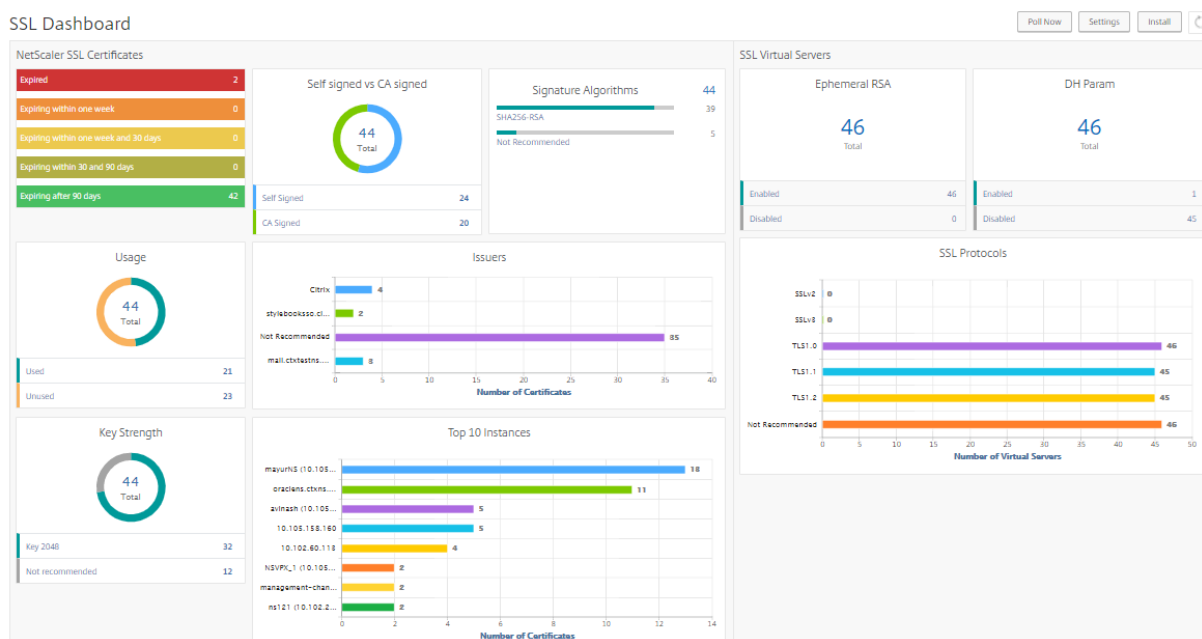 SSL Dashboard
Poll Now
Settings
Install
NetScaler SSL Certificates
Expired 2
Expiring within one week 0
Expiring within one week and 30 days 0
Expiring within 30 and 90 days 0
Expiring after 90 days 42
Self signed vs CA signed
44
Total
Self Signed 24
CA Signed 20
Signature Algorithms 44
39
SHA256-RSA
5
Not Recommended
Usage
44
Total
Used 21
Unused 23
Issuers
Citrix 4
stylebooksso.ci... 2
Not Recommended 35
mail.ctxtestns.... 3
0 5 10 15 20 25 30 35 40
Number of Certificates
Key Strength
44
Total
Key 2048 32
Not recommended 12
Top 10 Instances
mayurNS (10.105... 13
oraclens.ctxns.... 11
avinash (10.105... 5
10.105.158.160 5
10.102.60.118 4
NSVPX_1 (10.105... 2
management-chan... 2
ns121 (10.102.2... 2
0 2 4 6 8 10 12 14
Number of Certificates
SSL Virtual Servers
Ephemeral RSA
46
Total
Enabled 46
Disabled 0
DH Param
46
Total
Enabled 1
Disabled 45
SSL Protocols
SSLv2 0
SSLv3 0
TLS1.0 46
TLS1.1 45
TLS1.2 45
Not Recommended 46
0 5 10 15 20 25 30 35 40 45 50
Number of Virtual Servers